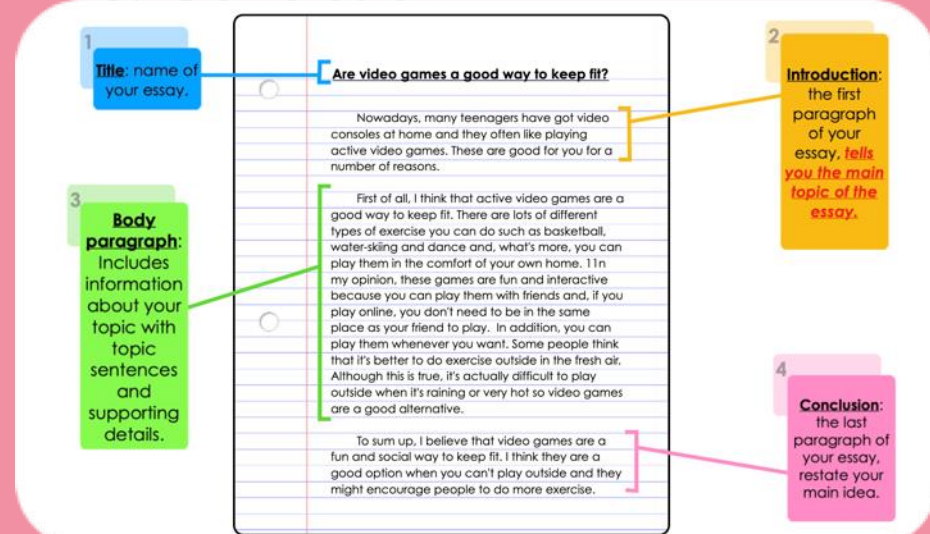 1
Title: name of
your essay.
Are video games a good way to keep fit?
2
Introduction:
the first
paragraph
of your
essay, tells
you the main
topic of the
essay.
Nowadays, many teenagers have got video
consoles at home and they often like playing
active video games. These are good for you for a
number of reasons.
3
Body
paragraph:
Includes
information
about your
topic with
topic
sentences
and
supporting
details.
First of all, I think that active video games are a
good way to keep fit. There are lots of different
types of exercise you can do such as basketball,
water-skiing and dance and, what's more, you can
play them in the comfort of your own home. 11n
my opinion, these games are fun and interactive
because you can play them with friends and, if you
play online, you don't need to be in the same
place as your friend to play. In addition, you can
play them whenever you want. Some people think
that it's better to do exercise outside in the fresh air.
Although this is true, it's actually difficult to play
outside when it's raining or very hot so video games
are a good alternative.
4
Conclusion:
the last
paragraph of
your essay,
restate your
main idea.
To sum up, I believe that video games are a
fun and social way to keep fit. I think they are a
good option when you can't play outside and they
might encourage people to do more exercise.